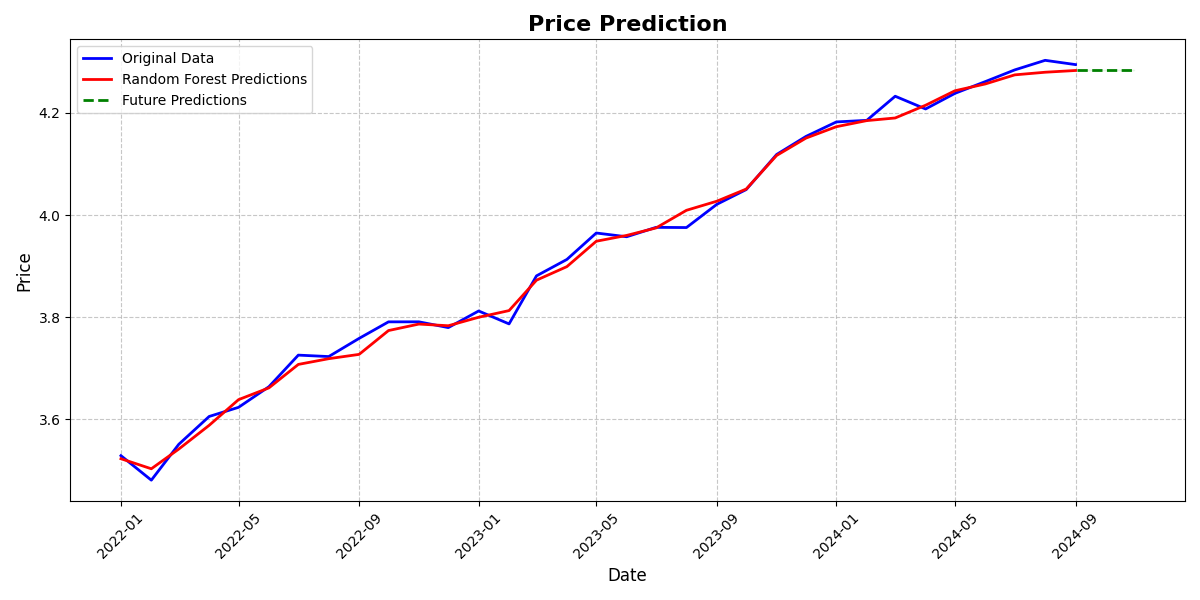 Price Prediction
Original Data
Random Forest Predictions
Future Predictions
Price
4.2
4.0
3.8
3.6
2022-01
2022-05
2022-09
2023-01
2023-05
2023-09
2024-01
2024-05
2024-09
Date